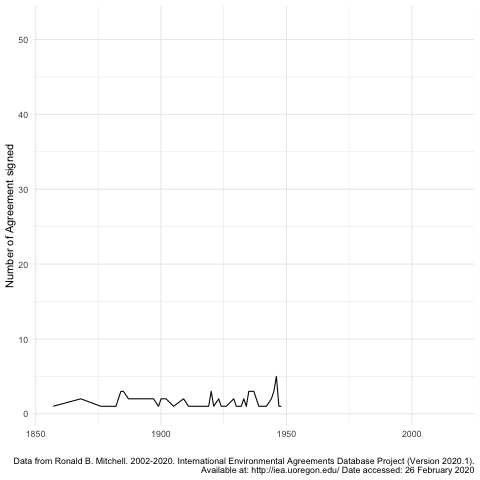 Number of Agreement signed
50
40
30
20
10
0
1850 1900 1950 2000
Data from Ronald B. Mitchell. 2002-2020. International Environmental Agreements Database Project (Version 2020.1).
Available at: http://iea.uoregon.edu/ Date accessed: 26 February 2020